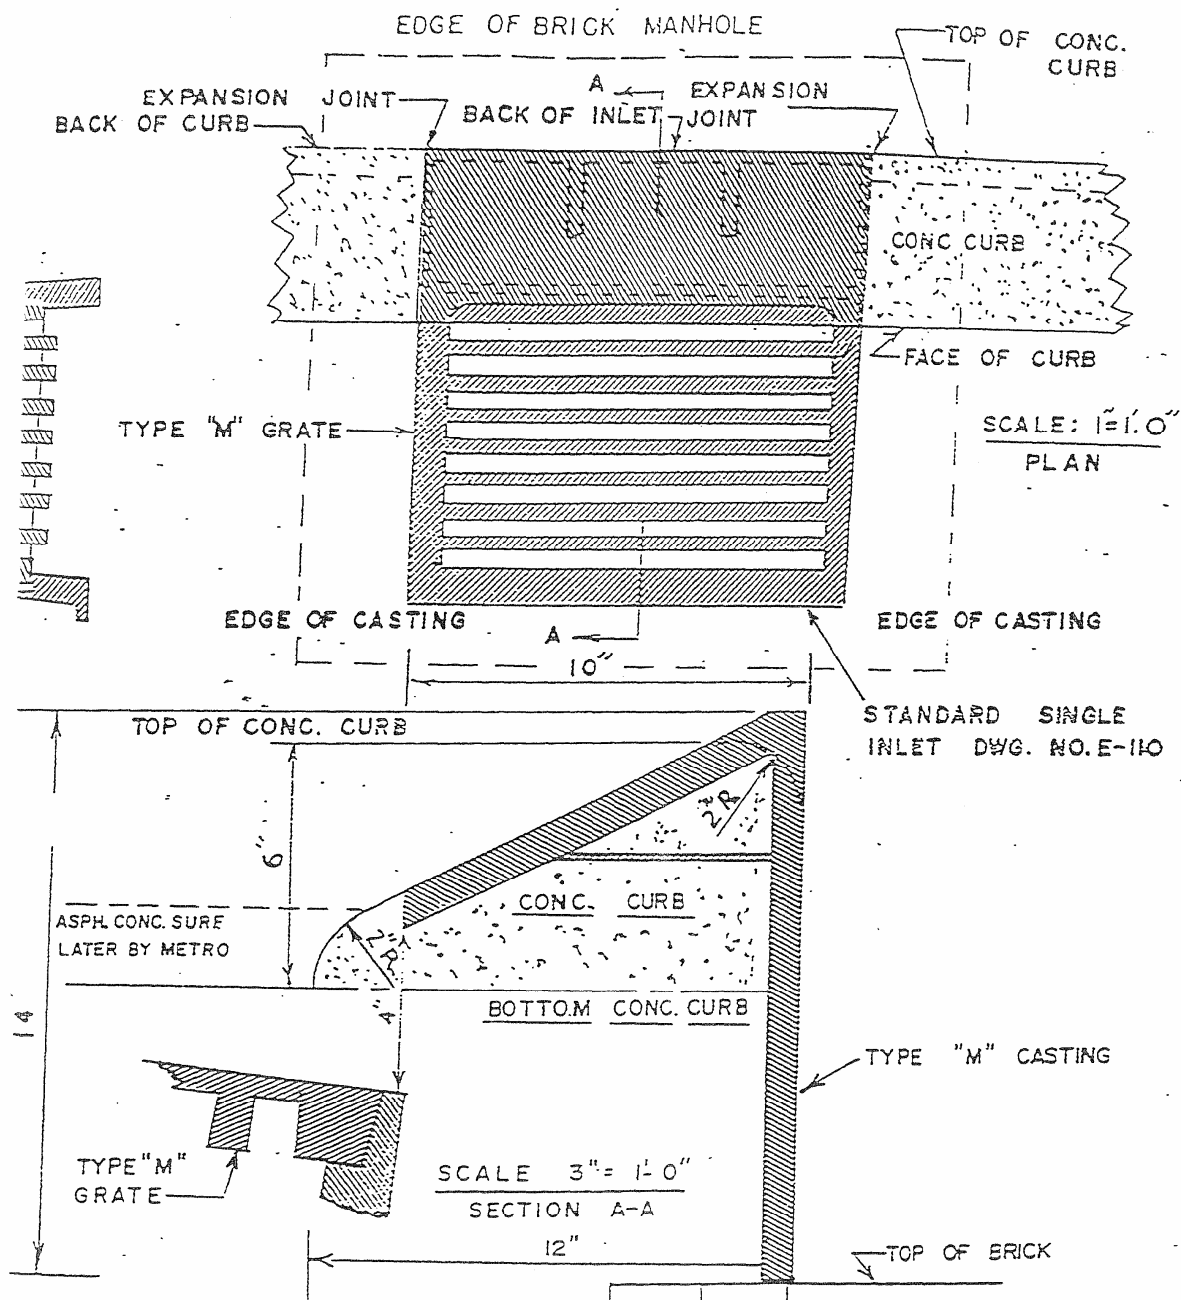 EDGE OF BRICK MANHOLE
TOP OF CONC.
CURB
A
EXPANSION JOINT
EXPANSION
JOINT
BACK OF CURB
BACK OF INLET
CONC CURB
FACE OF CURB
TYPE "M" GRATE
SCALE: 1"=1'.0"
PLAN
EDGE OF CASTING
EDGE OF CASTING
A
10"
STANDARD SINGLE
INLET DWG. NO. E-110
TOP OF CONC. CURB
6"
2" R
ASPH. CONC. SURF
LATER BY METRO
CONC. CURB
2" R
"A"
BOTTOM CONC. CURB
14
TYPE "M" CASTING
TYPE "M"
GRATE
SCALE 3" = 1'-0"
SECTION A-A
12"
TOP OF BRICK